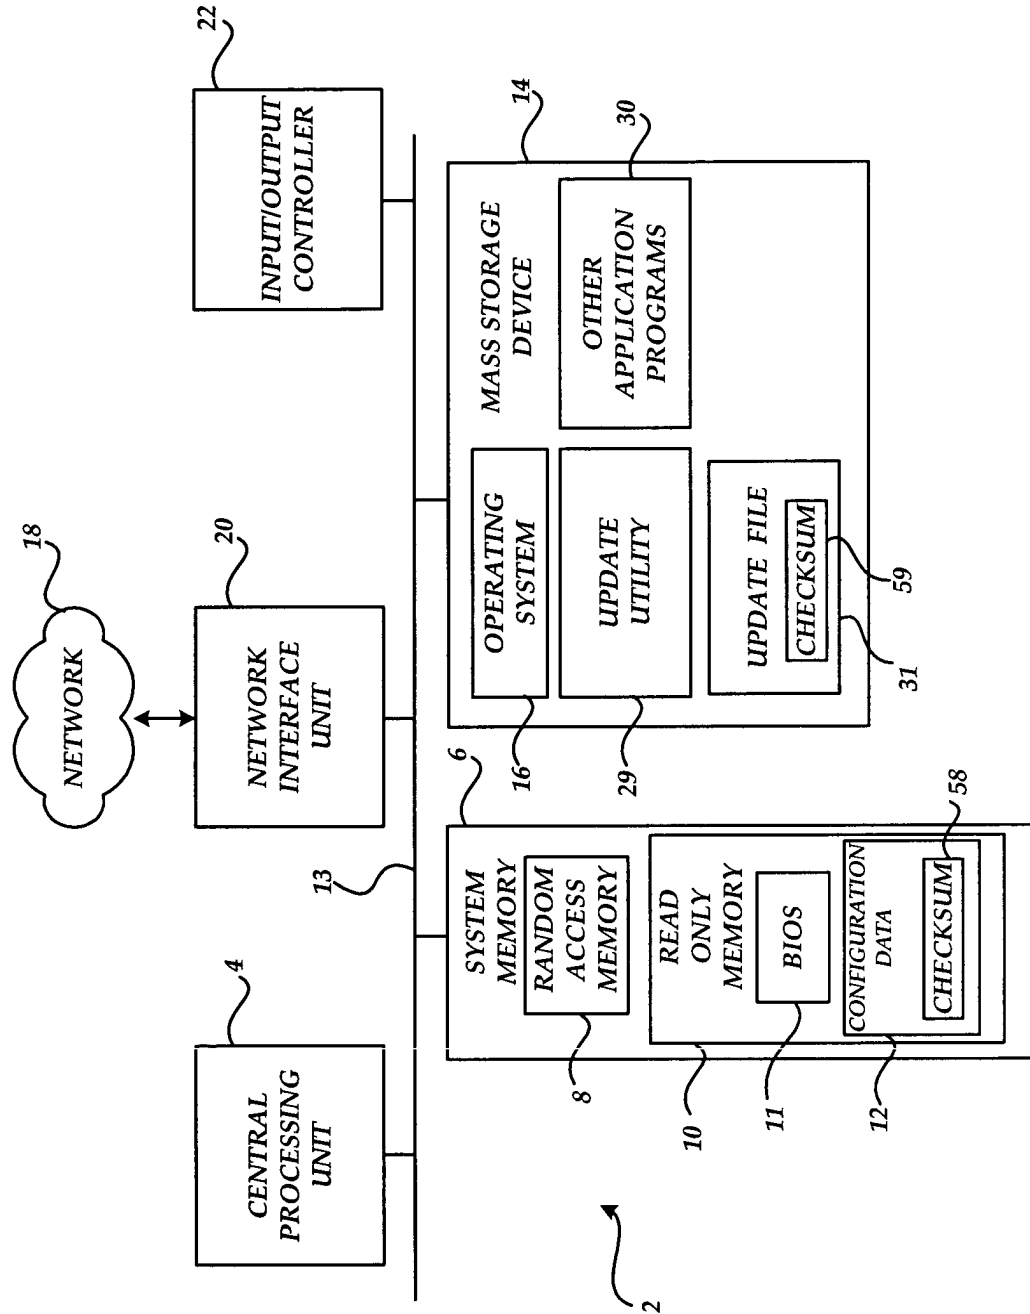 18
NETWORK
4
CENTRAL
PROCESSING
UNIT
20
NETWORK
INTERFACE
UNIT
22
INPUT/OUTPUT
CONTROLLER
13
6
SYSTEM
MEMORY
RANDOM
ACCESS
MEMORY
8
READ
ONLY
MEMORY
10
BIOS
11
CONFIGURATION
DATA
CHECKSUM
12
58
14
MASS STORAGE
DEVICE
OPERATING
SYSTEM
16
UPDATE
UTILITY
29
OTHER
APPLICATION
PROGRAMS
30
UPDATE FILE
CHECKSUM
31
59
2